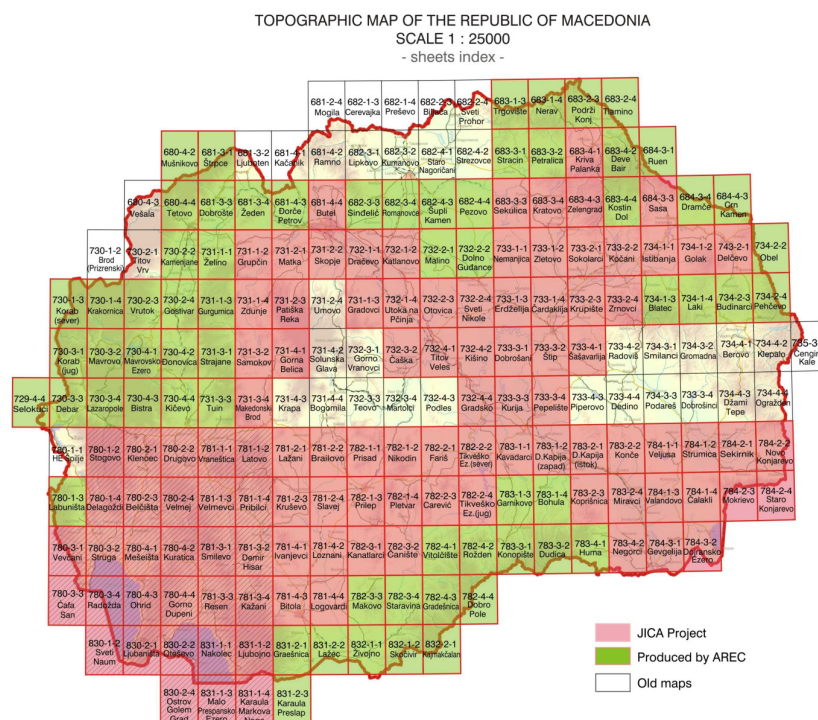 TOPOGRAPHIC MAP OF THE REPUBLIC OF MACEDONIA
SCALE 1 : 25000
- sheets index -
681-2-4 682-1-3 682-1-4 682-2-3 682-2-4 683-1-3 683-1-4 683-2-3 683-2-4
Mogila Cerevajka Preševo Biljača Sveti Prohor Trgovište Nerav Podrži Konj Tlamino
680-4-2 681-3-1 681-3-2 681-4-1 681-4-2 682-3-1 682-3-2 682-4-1 682-4-2 683-3-1 683-3-2 683-4-1 683-4-2 684-3-1
Mušnikovo Štrpce Ljuboten Kačanik Ramno Lipkovo Kumanovo Staro Nagoričani Strezovce Stracin Petralica Kriva Palanka Deve Bair Ruen
680-4-3 680-4-4 681-3-3 681-3-4 681-4-3 681-4-4 682-3-3 682-3-4 682-4-3 682-4-4 683-3-3 683-3-4 683-4-3 683-4-4 684-3-3 684-3-4 684-4-3
Vešala Tetovo Dobrošte Žeden Đorče Petrov Butel Sinđelić Romanovce Šupli Kamen Pezovo Sekulica Kratovo Zelengrad Kostin Dol Sasa Dramče Crn Kamen
730-1-2 730-2-1 730-2-2 731-1-1 731-1-2 731-2-1 731-2-2 732-1-1 732-1-2 732-2-1 732-2-2 733-1-1 733-1-2 733-2-1 733-2-2 734-1-1 734-1-2 743-2-1 734-2-2
Brod (Prizrenski) Titov Vrv Kamenjane Želino Grupčin Matka Skopje Dračevo Katlanovo Malino Dolno Gudance Nemanjica Zletovo Sokolarci Kočani Istibanja Golak Delčevo Obel
730-1-3 730-1-4 730-2-3 730-2-4 731-1-3 731-1-4 731-2-3 731-2-4 732-1-3 732-1-4 732-2-3 732-2-4 733-1-3 733-1-4 733-2-3 733-2-4 734-1-3 734-1-4 734-2-3 734-2-4
Korab (sever) Krakornica Vrutok Gostivar Gurgurnica Zdunje Patiška Reka Umovo Gradovci Utoka na Pčinja Otovica Sveti Nikole Erdželija Čardaklija Krupište Zrnovci Blatec Laki Budinarci Pehčevo
730-3-1 730-3-2 730-4-1 730-4-2 731-3-1 731-3-2 731-4-1 731-4-2 732-3-1 732-3-2 732-4-1 732-4-2 733-3-1 733-3-2 733-4-1 733-4-2 734-3-1 734-3-2 734-4-1 734-4-2 735-3
Korab (jug) Mavrovo Mavrovsko Ezero Đonovica Strajane Samokov Gorna Belica Solunska Glava Gorno Vranovci Čaška Titov Veles Kišino Dobrošani Štip Šašavarija Radoviš Smilanci Gromadna Berovo Klepalo Cengin Kale
729-4-4 730-3-3 730-3-4 730-4-3 730-4-4 731-3-3 731-3-4 731-4-3 731-4-4 732-3-3 732-3-4 732-4-3 732-4-4 733-3-3 733-3-4 733-4-3 733-4-4 734-3-3 734-3-4 734-4-3 734-4-4
Selokuci Debar Lazaropole Bistra Kičevo Tuin Makedonski Brod Krapa Bogomila Teovo Martolci Podles Gradsko Kurija Pepelište Piperovo Dedino Podareš Dobrošinci Džami Tepe Ogražden
780-1-1 780-1-2 780-2-1 780-2-2 781-1-1 781-1-2 781-2-1 781-2-2 782-1-1 782-1-2 782-2-1 782-2-2 783-1-1 783-1-2 783-2-1 783-2-2 784-1-1 784-1-2 784-2-1 784-2-2
HE Špilje Stogovo Klenoec Drugovo Vraneštica Latovo Lažani Brailovo Prisad Nikodin Fariš Tikveško Ez.(sever) Kavadarci D.Kapija (zapad) D.Kapija (istok) Konče Veljusa Strumica Sekirnik Novo Konjarevo
780-1-3 780-1-4 780-2-3 780-2-4 781-1-3 781-1-4 781-2-3 781-2-4 782-1-3 782-1-4 782-2-3 782-2-4 783-1-3 783-1-4 783-2-3 783-2-4 784-1-3 784-1-4 784-2-3 784-2-4
Labuništa Delagoždi Belčišta Velmej Velmevci Pribilci Kruševo Slavej Prilep Pletvar Carević Tikveško Ez.(jug) Garnikovo Bohula Koprišnica Miravci Valandovo Čalakli Mokrievo Staro Konjarevo
780-3-1 780-3-2 780-4-1 780-4-2 781-3-1 781-3-2 781-4-1 781-4-2 782-3-1 782-3-2 782-4-1 782-4-2 783-3-1 783-3-2 783-4-1 783-4-2 784-3-1 784-3-2
Vevčani Struga Mešeišta Kuratica Smilevo Demir Hisar Ivanjevci Loznani Kanatlarci Čanište Vitolište Rožden Konopište Dudica Huma Negorci Gevgelija Dojransko Ezero
780-3-3 780-3-4 780-4-3 780-4-4 781-3-3 781-3-4 781-4-3 781-4-4 782-3-3 782-3-4 782-4-3 782-4-4
Čafa San Radožda Ohrid Gorno Dupeni Resen Kažani Bitola Logovardi Makovo Staravina Gradešnica Dobro Pole
830-1-2 830-2-1 830-2-2 831-1-1 831-1-2 831-2-1 831-2-2 832-1-1 832-1-2 832-2-1
Sveti Naum Ljubaništa Oteševo Nakolec Ljubojno Graešnica Lažec Živojno Skočivir Kajmakčalan
830-2-4 831-1-3 831-1-4 831-2-3
Ostrov Golem Grad Malo Prespansko Ezero Karaula Markova Karaula Preslap
JICA Project
Produced by AREC
Old maps